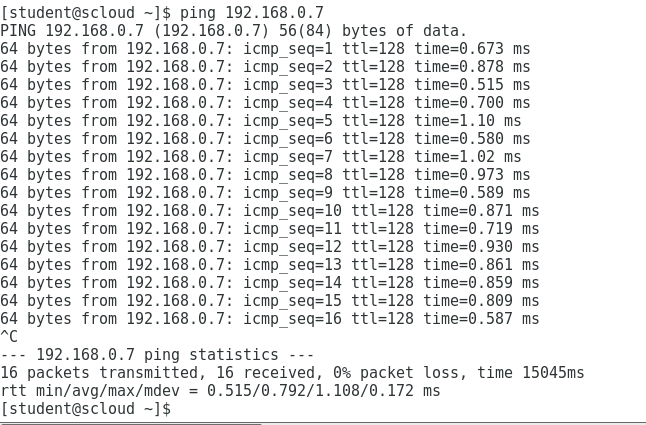 [student@scloud ~]$ ping 192.168.0.7
PING 192.168.0.7 (192.168.0.7) 56(84) bytes of data.
64 bytes from 192.168.0.7: icmp_seq=1 ttl=128 time=0.673 ms
64 bytes from 192.168.0.7: icmp_seq=2 ttl=128 time=0.878 ms
64 bytes from 192.168.0.7: icmp_seq=3 ttl=128 time=0.515 ms
64 bytes from 192.168.0.7: icmp_seq=4 ttl=128 time=0.700 ms
64 bytes from 192.168.0.7: icmp_seq=5 ttl=128 time=1.10 ms
64 bytes from 192.168.0.7: icmp_seq=6 ttl=128 time=0.580 ms
64 bytes from 192.168.0.7: icmp_seq=7 ttl=128 time=1.02 ms
64 bytes from 192.168.0.7: icmp_seq=8 ttl=128 time=0.973 ms
64 bytes from 192.168.0.7: icmp_seq=9 ttl=128 time=0.589 ms
64 bytes from 192.168.0.7: icmp_seq=10 ttl=128 time=0.871 ms
64 bytes from 192.168.0.7: icmp_seq=11 ttl=128 time=0.719 ms
64 bytes from 192.168.0.7: icmp_seq=12 ttl=128 time=0.930 ms
64 bytes from 192.168.0.7: icmp_seq=13 ttl=128 time=0.861 ms
64 bytes from 192.168.0.7: icmp_seq=14 ttl=128 time=0.859 ms
64 bytes from 192.168.0.7: icmp_seq=15 ttl=128 time=0.809 ms
64 bytes from 192.168.0.7: icmp_seq=16 ttl=128 time=0.587 ms
^C
--- 192.168.0.7 ping statistics ---
16 packets transmitted, 16 received, 0% packet loss, time 15045ms
rtt min/avg/max/mdev = 0.515/0.792/1.108/0.172 ms
[student@scloud ~]$